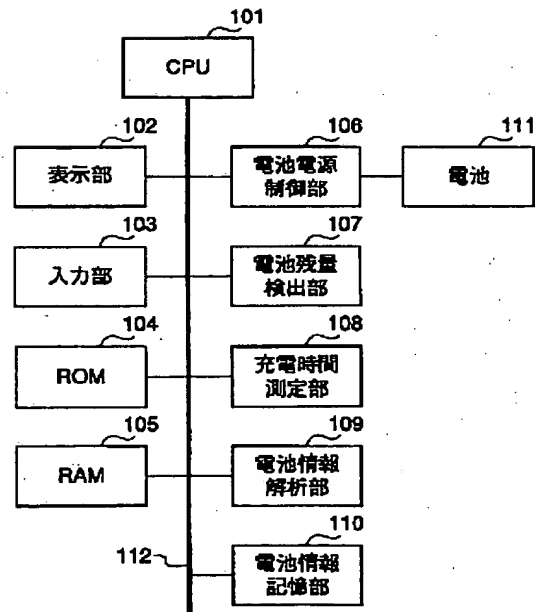 101
CPU
102
表示部
106
電池電源
制御部
111
電池
103
入力部
107
電池残量
検出部
104
ROM
108
充電時間
測定部
105
RAM
109
電池情報
解析部
112
110
電池情報
記憶部